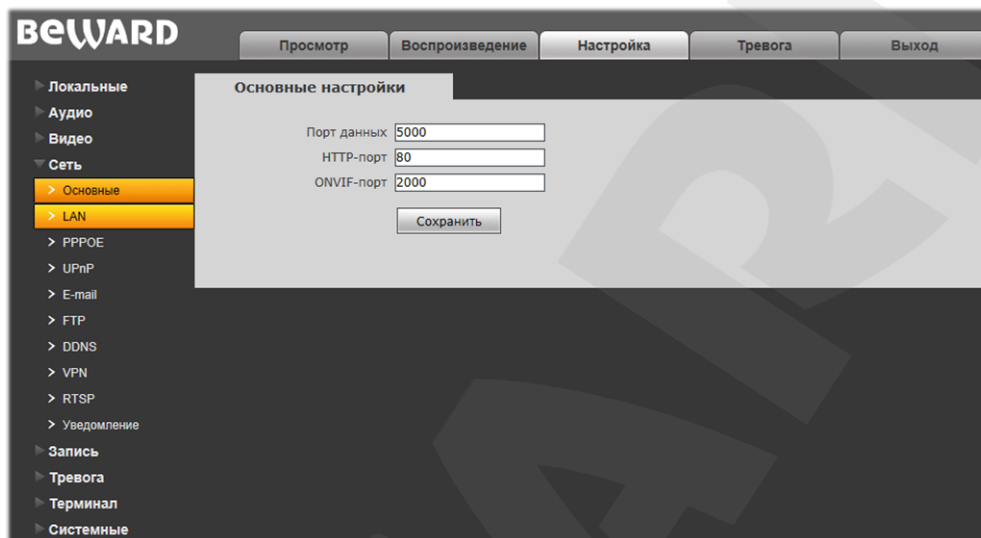 BEWARD
Просмотр Воспроизведение Настройка Тревога Выход
Локальные
Аудио
Видео
Сеть
> Основные
> LAN
> PPPOE
> UPnP
> E-mail
> FTP
> DDNS
> VPN
> RTSP
> Уведомление
Запись
Тревога
Терминал
Системные
Основные настройки
Порт данных 5000
HTTP-порт 80
ONVIF-порт 2000
Сохранить